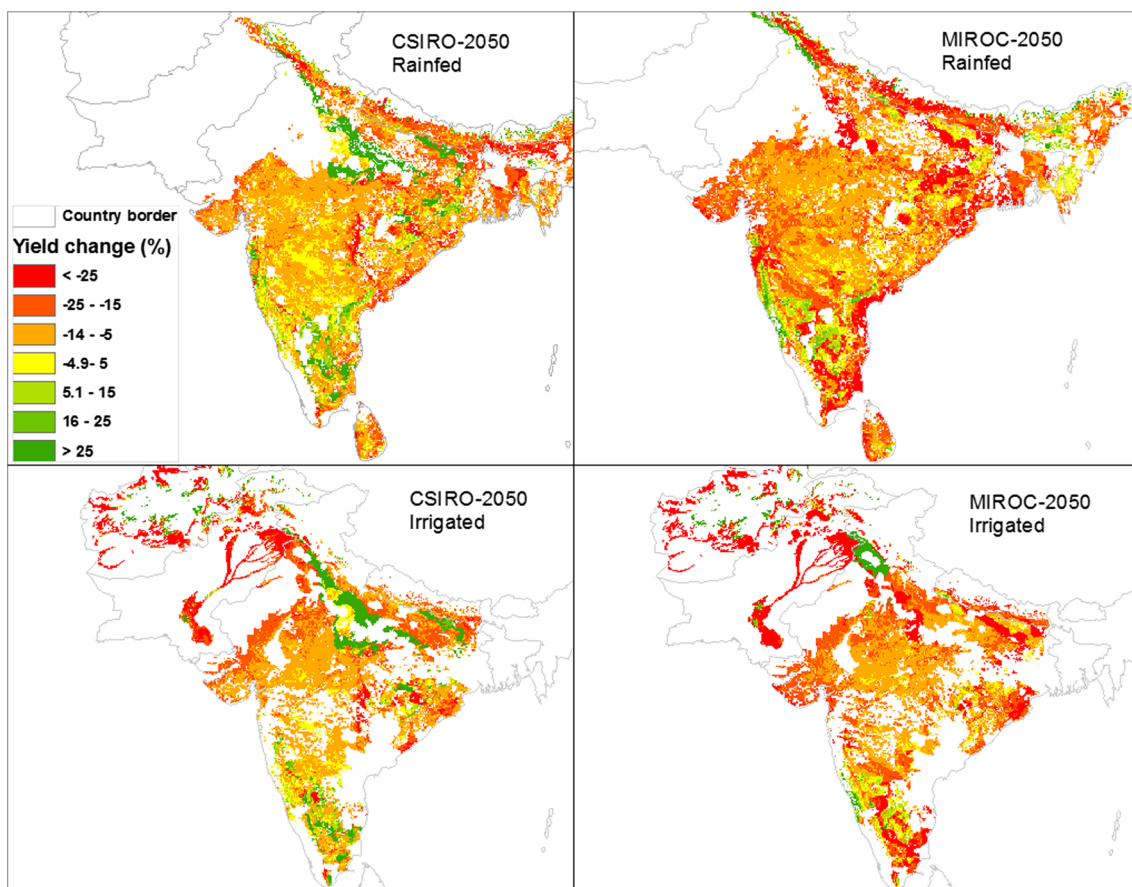 CSIRO-2050
Rainfed
MIROC-2050
Rainfed
Country border
Yield change (%)
< -25
-25 - -15
-14 - -5
-4.9- 5
5.1 - 15
16 - 25
> 25
CSIRO-2050
Irrigated
MIROC-2050
Irrigated